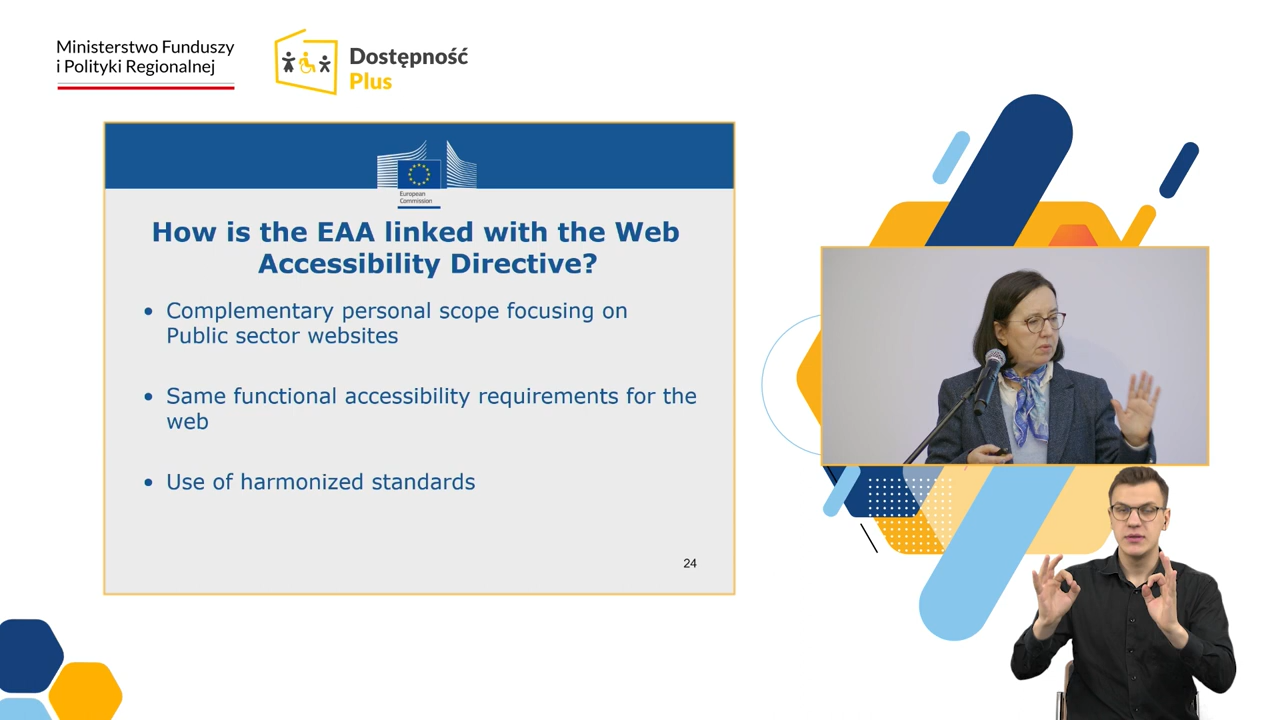 Ministerstwo Funduszy
i Polityki Regionalnej
Dostępność
Plus
European
Commission
How is the EAA linked with the Web
Accessibility Directive?
• Complementary personal scope focusing on
Public sector websites
• Same functional accessibility requirements for the
web
• Use of harmonized standards
24